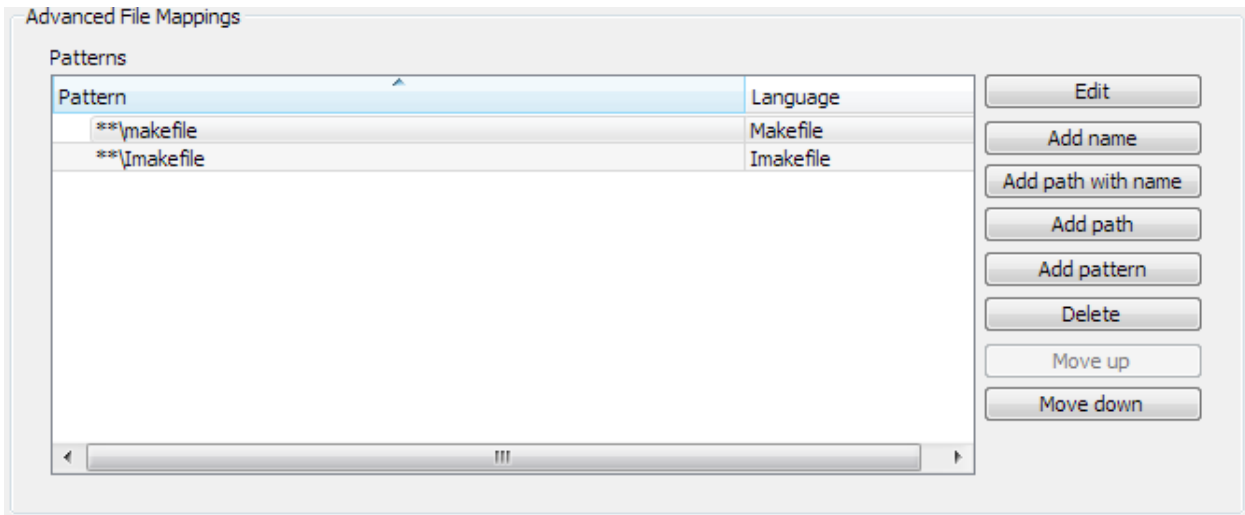 Advanced File Mappings
Patterns
Pattern Language
**\makefile Makefile
**\Imakefile Imakefile
Edit
Add name
Add path with name
Add path
Add pattern
Delete
Move up
Move down